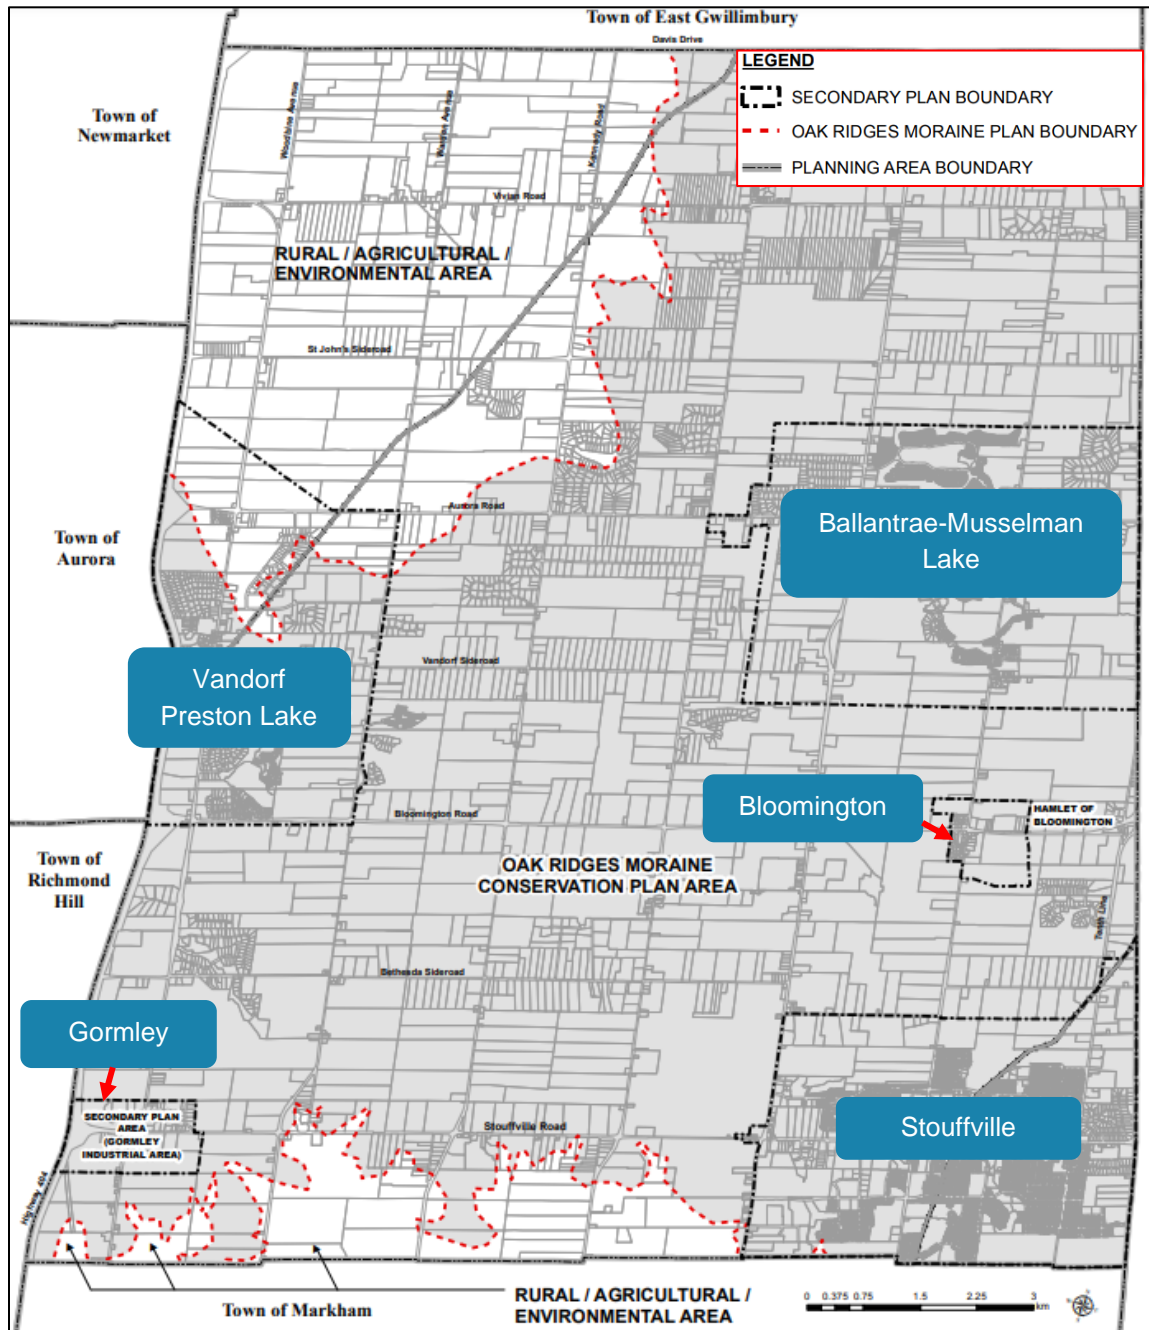 Town of East Gwillimbury
Davis Drive
LEGEND
SECONDARY PLAN BOUNDARY
OAK RIDGES MORAINE PLAN BOUNDARY
PLANNING AREA BOUNDARY
Town of
Newmarket
Woodbine Avenue
Warden Avenue
Kennedy Road
Vivian Road
RURAL / AGRICULTURAL /
ENVIRONMENTAL AREA
St John's Sideroad
Aurora Road
Town of
Aurora
Ballantrae-Musselman
Lake
Vandorf Sideroad
Vandorf
Preston Lake
Bloomington
HAMLET OF
BLOOMINGTON
Bloomington Road
Town of
Richmond
Hill
OAK RIDGES MORAINE
CONSERVATION PLAN AREA
Tenth Line
Bethesda Sideroad
Gormley
SECONDARY PLAN
AREA
(GORMLEY
INDUSTRIAL AREA)
Stouffville Road
Stouffville
Highway 404
Town of Markham
RURAL / AGRICULTURAL /
ENVIRONMENTAL AREA
0 0.375 0.75 1.5 2.25 3
km